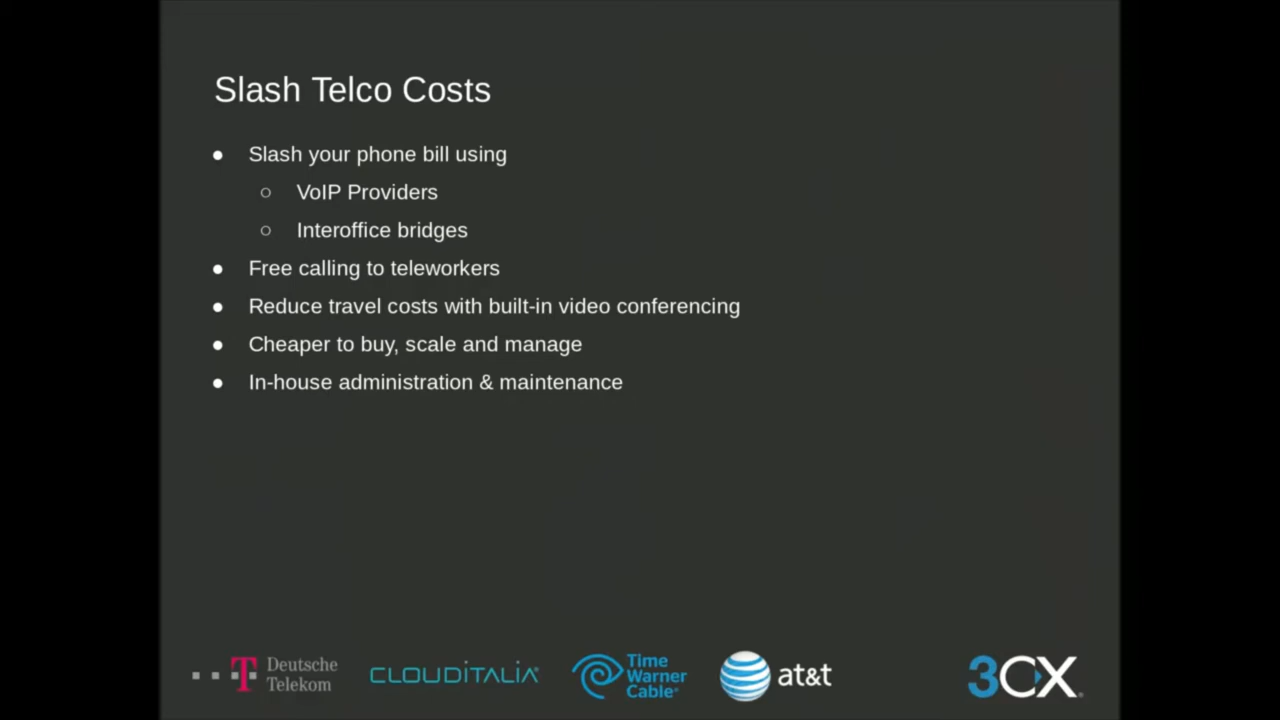 Slash Telco Costs
● Slash your phone bill using
○ VoIP Providers
○ Interoffice bridges
● Free calling to teleworkers
● Reduce travel costs with built-in video conferencing
● Cheaper to buy, scale and manage
● In-house administration & maintenance
Deutsche
Telekom
CLOUDITALIA
Time
Warner
Cable
at&t
3CX